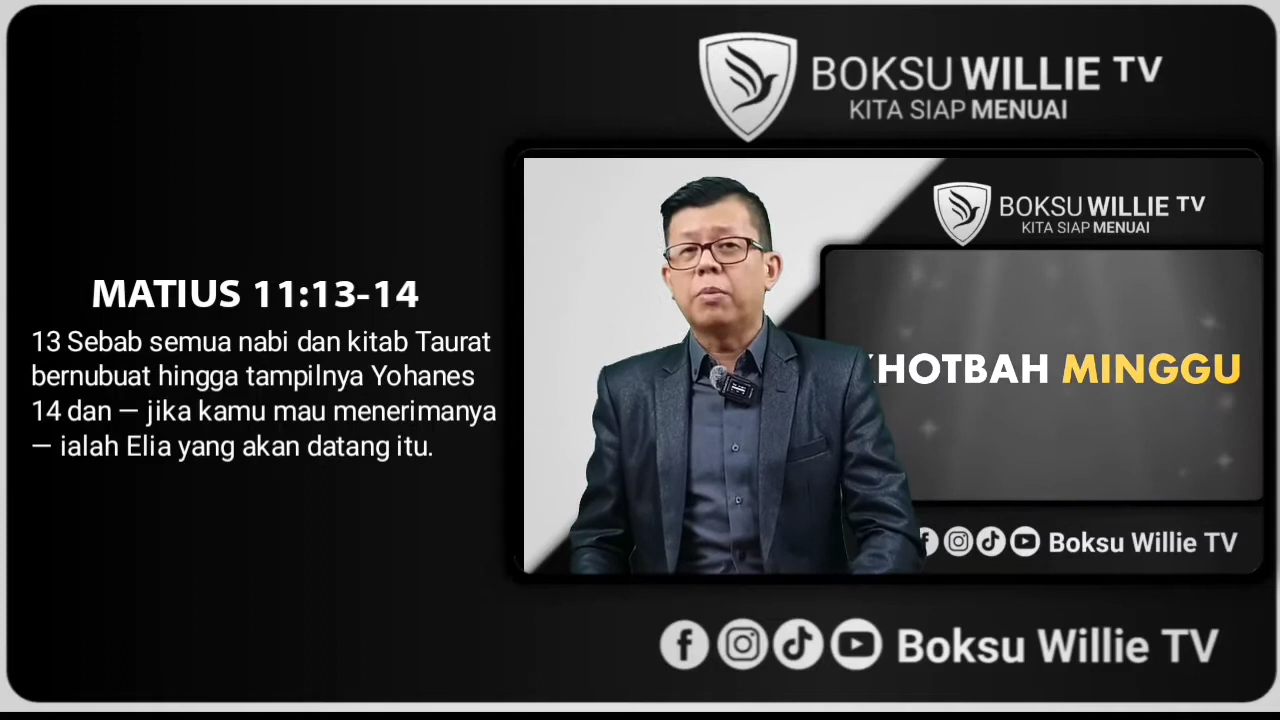 BOKSU WILLIE TV
KITA SIAP MENUAI
MATIUS 11:13-14
13 Sebab semua nabi dan kitab Taurat
bernubuat hingga tampilnya Yohanes
14 dan — jika kamu mau menerimanya
— ialah Elia yang akan datang itu.
BOKSU WILLIE TV
KITA SIAP MENUAI
KHOTBAH MINGGU
Boksu Willie TV
Boksu Willie TV